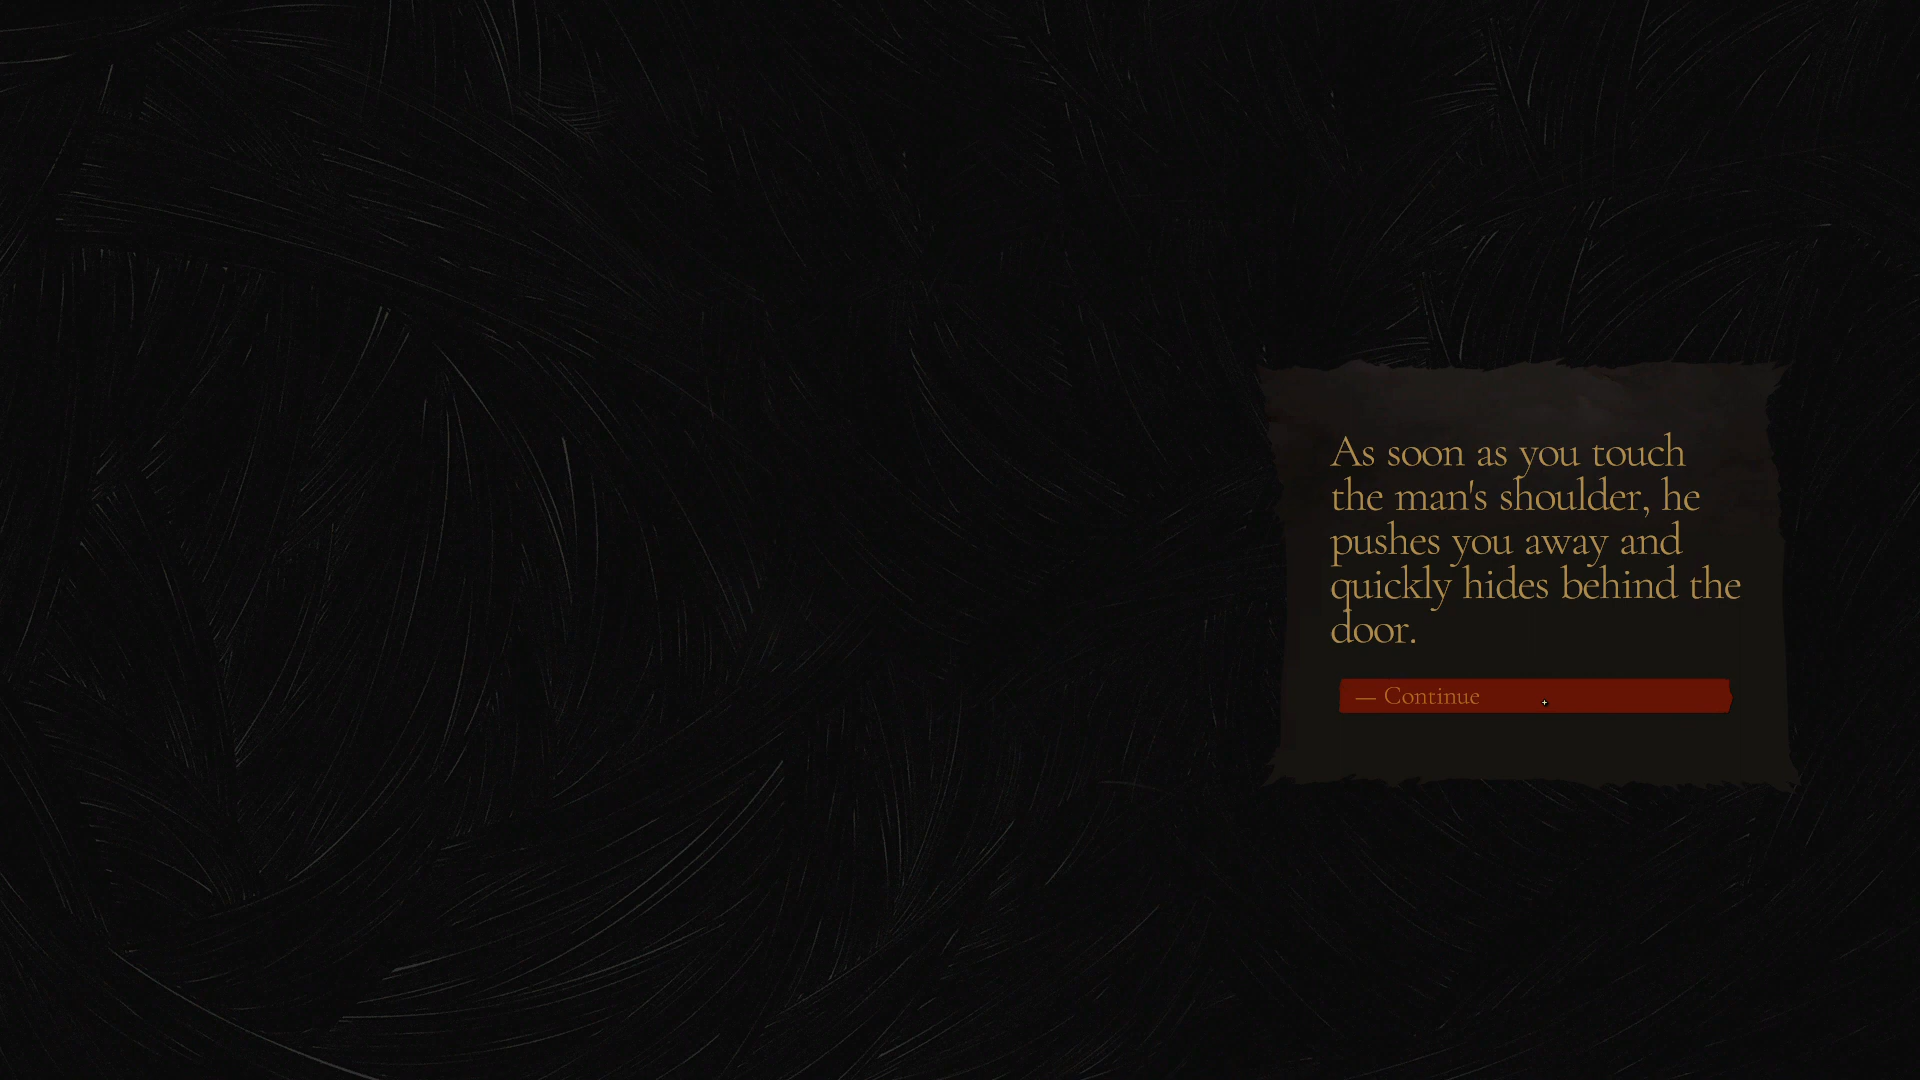 As soon as you touch
the man's shoulder, he
pushes you away and
quickly hides behind the
door.
— Continue